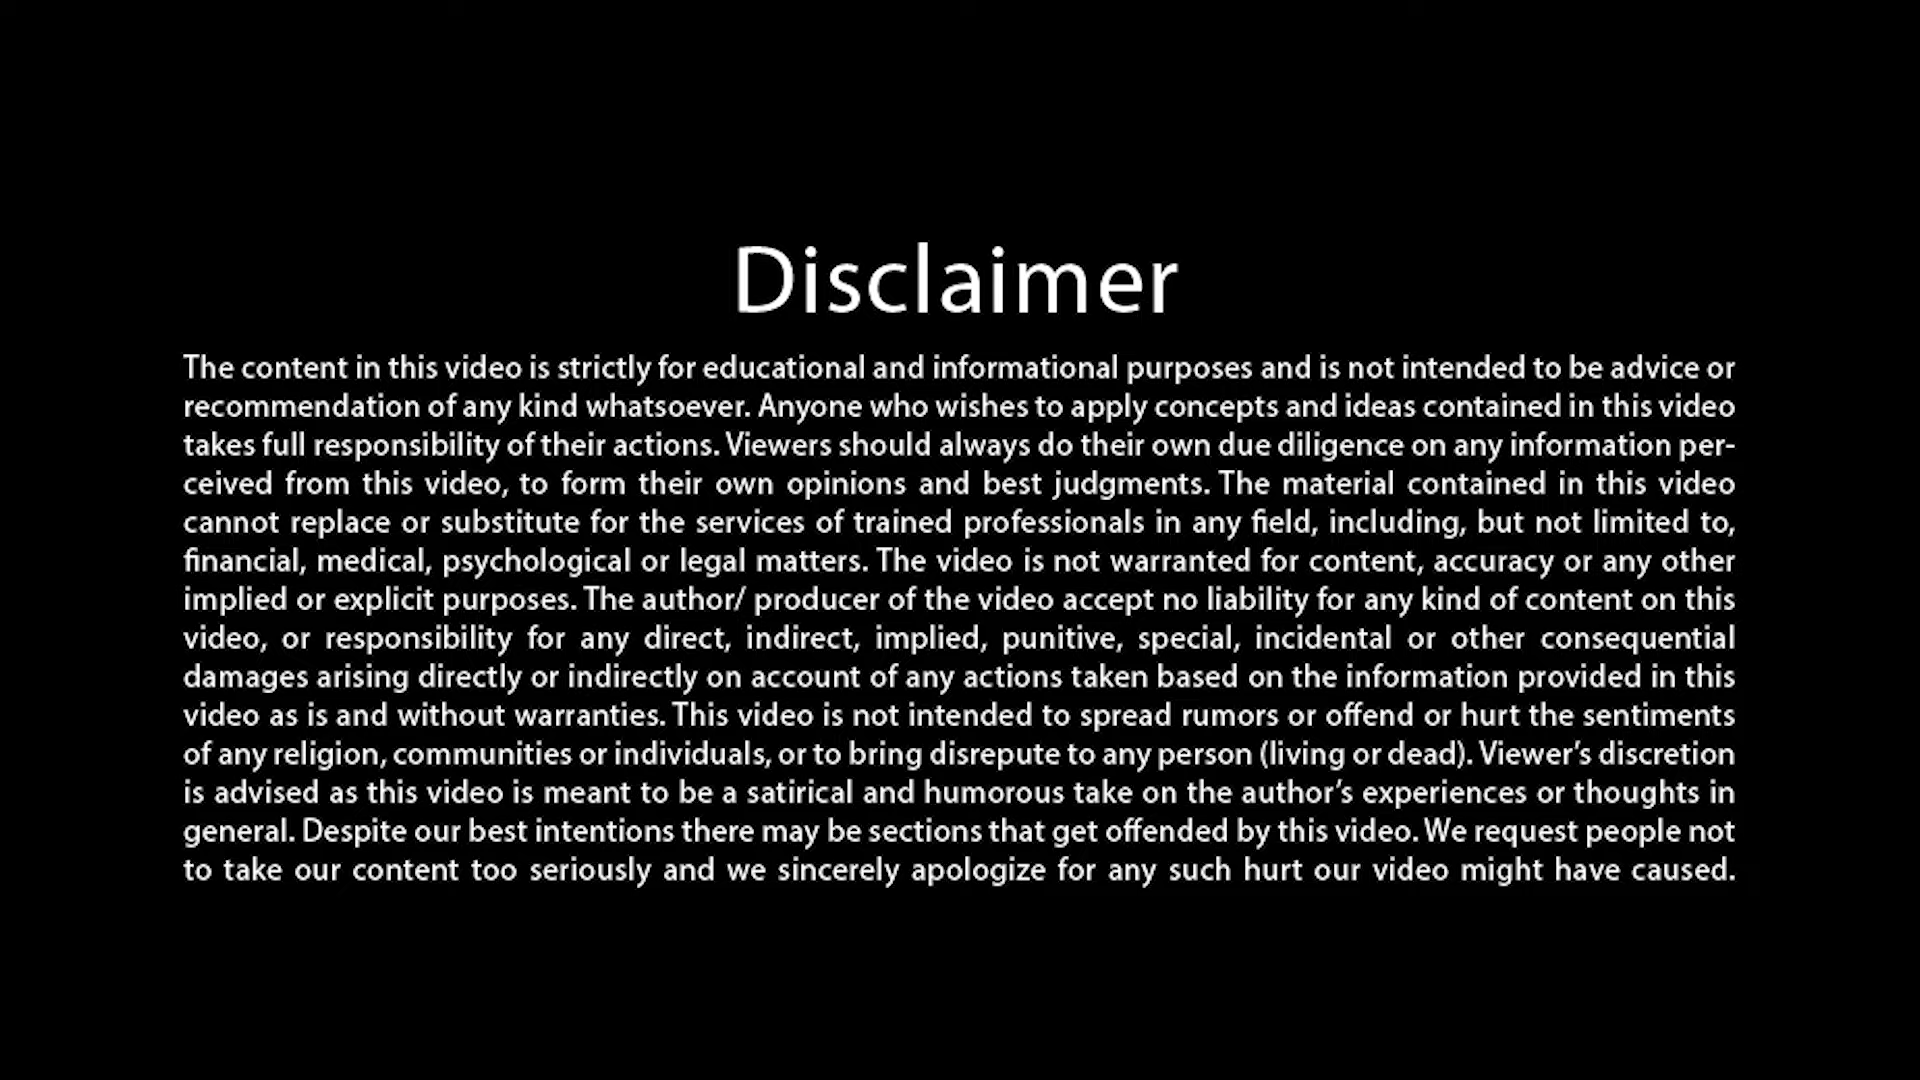 Disclaimer
The content in this video is strictly for educational and informational purposes and is not intended to be advice or
recommendation of any kind whatsoever. Anyone who wishes to apply concepts and ideas contained in this video
takes full responsibility of their actions. Viewers should always do their own due diligence on any information per-
ceived from this video, to form their own opinions and best judgments. The material contained in this video
cannot replace or substitute for the services of trained professionals in any field, including, but not limited to,
financial, medical, psychological or legal matters. The video is not warranted for content, accuracy or any other
implied or explicit purposes. The author/ producer of the video accept no liability for any kind of content on this
video, or responsibility for any direct, indirect, implied, punitive, special, incidental or other consequential
damages arising directly or indirectly on account of any actions taken based on the information provided in this
video as is and without warranties. This video is not intended to spread rumors or offend or hurt the sentiments
of any religion, communities or individuals, or to bring disrepute to any person (living or dead). Viewer’s discretion
is advised as this video is meant to be a satirical and humorous take on the author’s experiences or thoughts in
general. Despite our best intentions there may be sections that get offended by this video. We request people not
to take our content too seriously and we sincerely apologize for any such hurt our video might have caused.